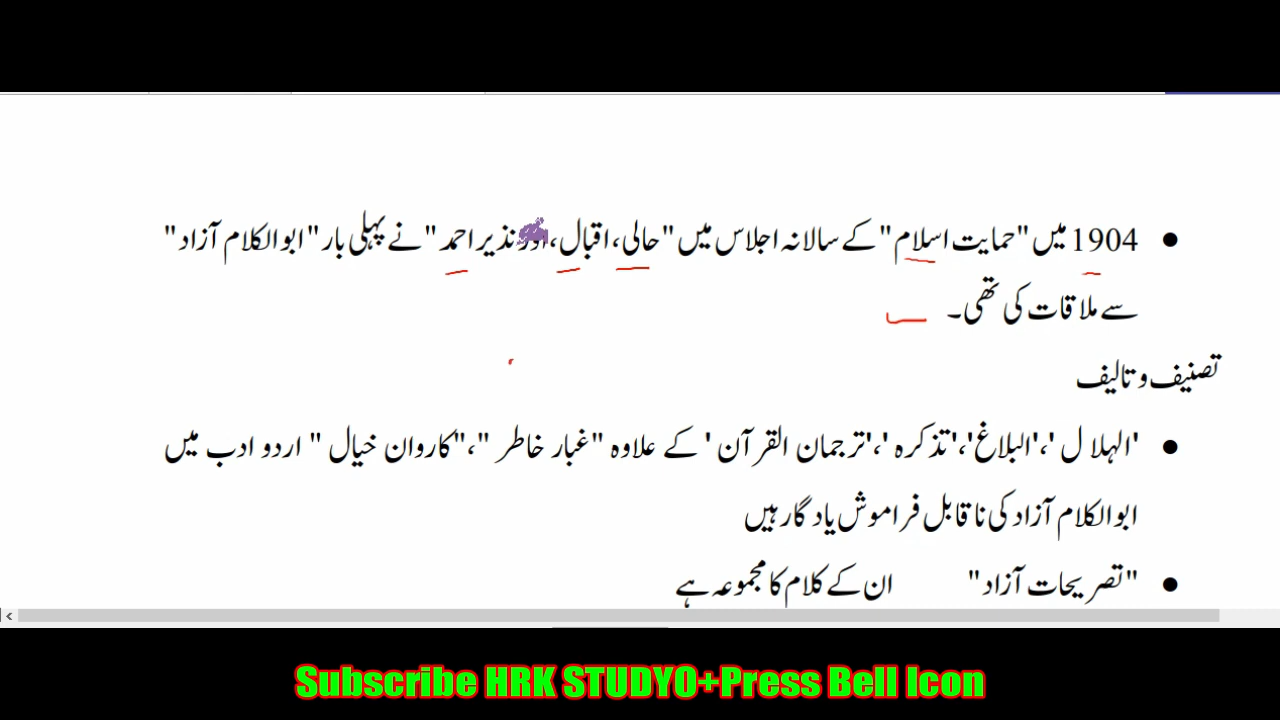 ● 1904 میں "حمایت اسلام" کے سالانہ اجلاس میں "حالی، اقبال، اور نذیر احمد" نے پہلی بار "ابوالکلام آزاد"
سے ملاقات کی تھی۔
تصنیف و تالیف
● 'الہلال'،'البلاغ'،'تذکرہ'،'ترجمان القرآن' کے علاوہ "غبار خاطر"،"کاروان خیال" اردو ادب میں
ابوالکلام آزاد کی ناقابل فراموش یادگار ہیں
● "تصریحات آزاد" ان کے کلام کا مجموعہ ہے
Subscribe HRK STUDYO+Press Bell Icon